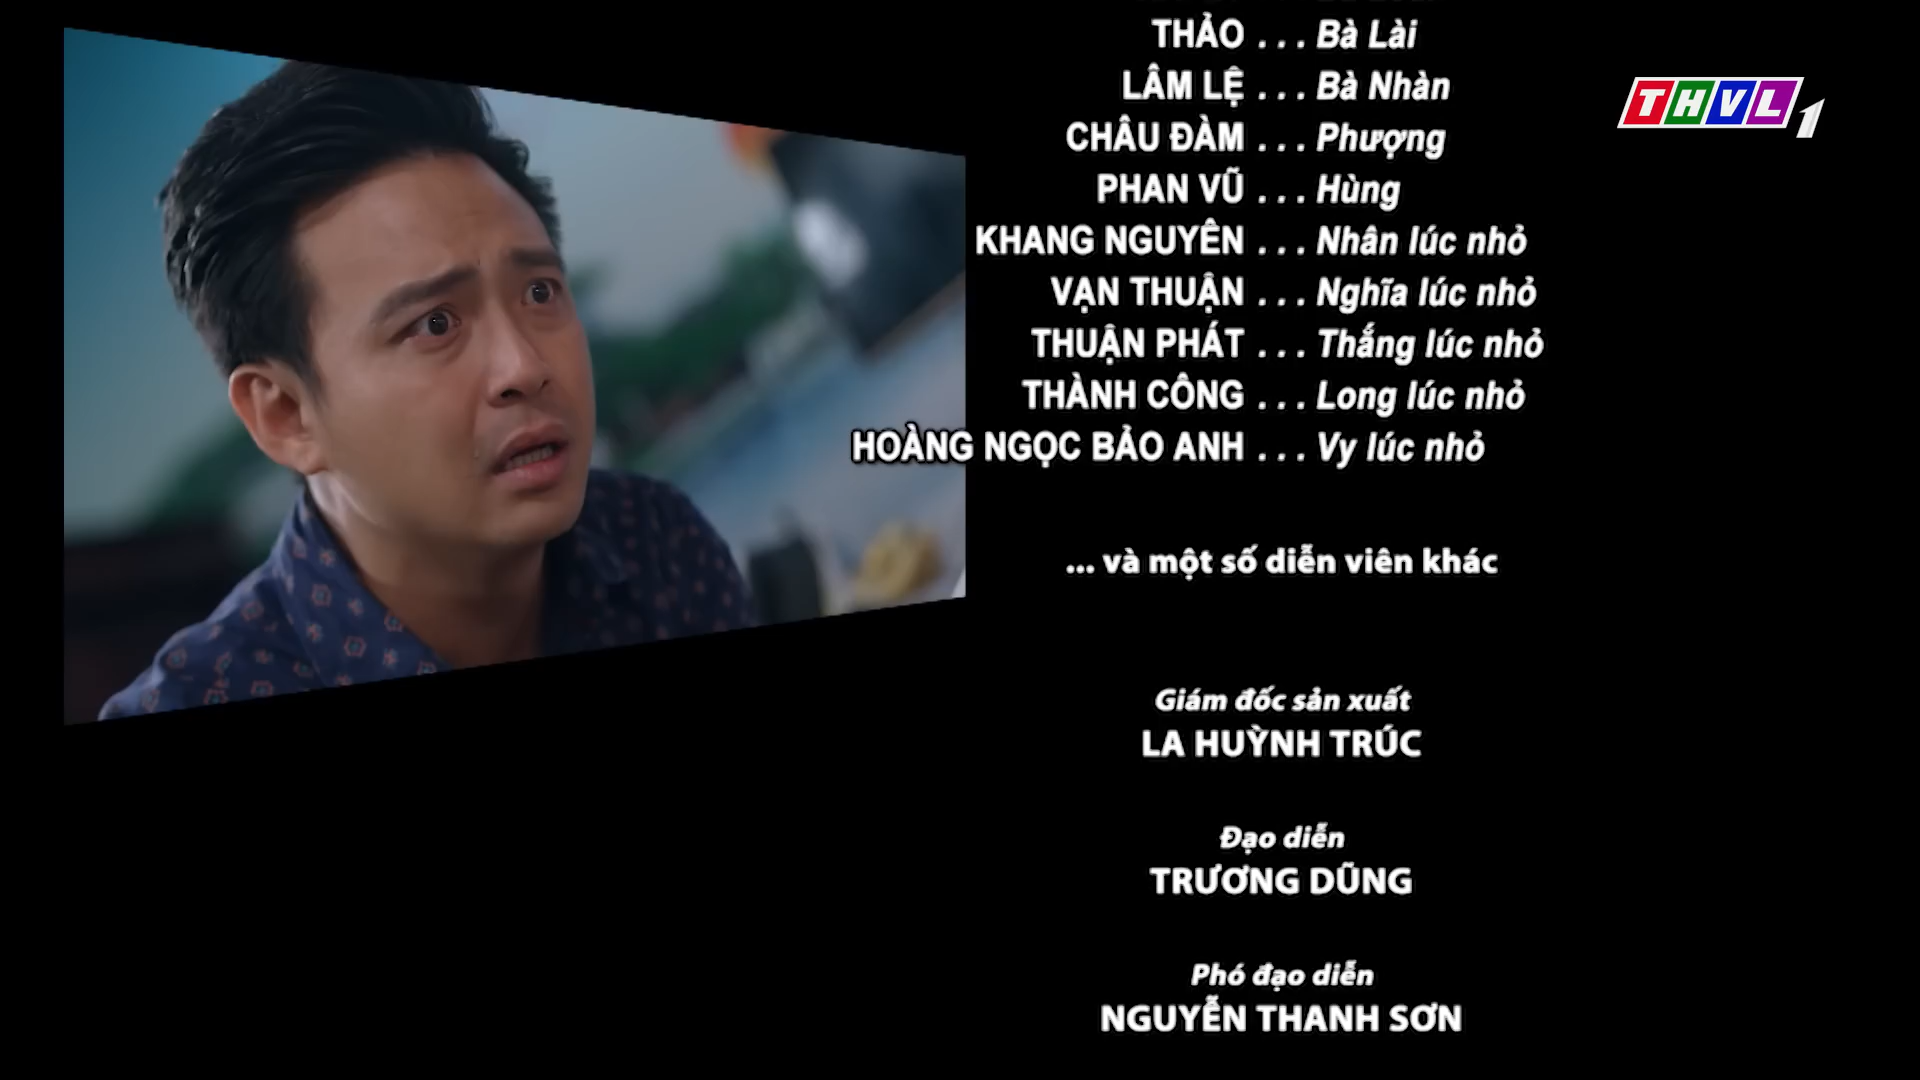 THẢO . . . Bà Lài
LÂM LỆ . . . Bà Nhàn
CHÂU ĐÀM . . . Phượng
PHAN VŨ . . . Hùng
KHANG NGUYÊN . . . Nhân lúc nhỏ
VẠN THUẬN . . . Nghĩa lúc nhỏ
THUẬN PHÁT . . . Thắng lúc nhỏ
THÀNH CÔNG . . . Long lúc nhỏ
HOÀNG NGỌC BẢO ANH . . . Vy lúc nhỏ
... và một số diễn viên khác
Giám đốc sản xuất
LA HUỲNH TRÚC
Đạo diễn
TRƯƠNG DŨNG
Phó đạo diễn
NGUYỄN THANH SƠN
THVL1